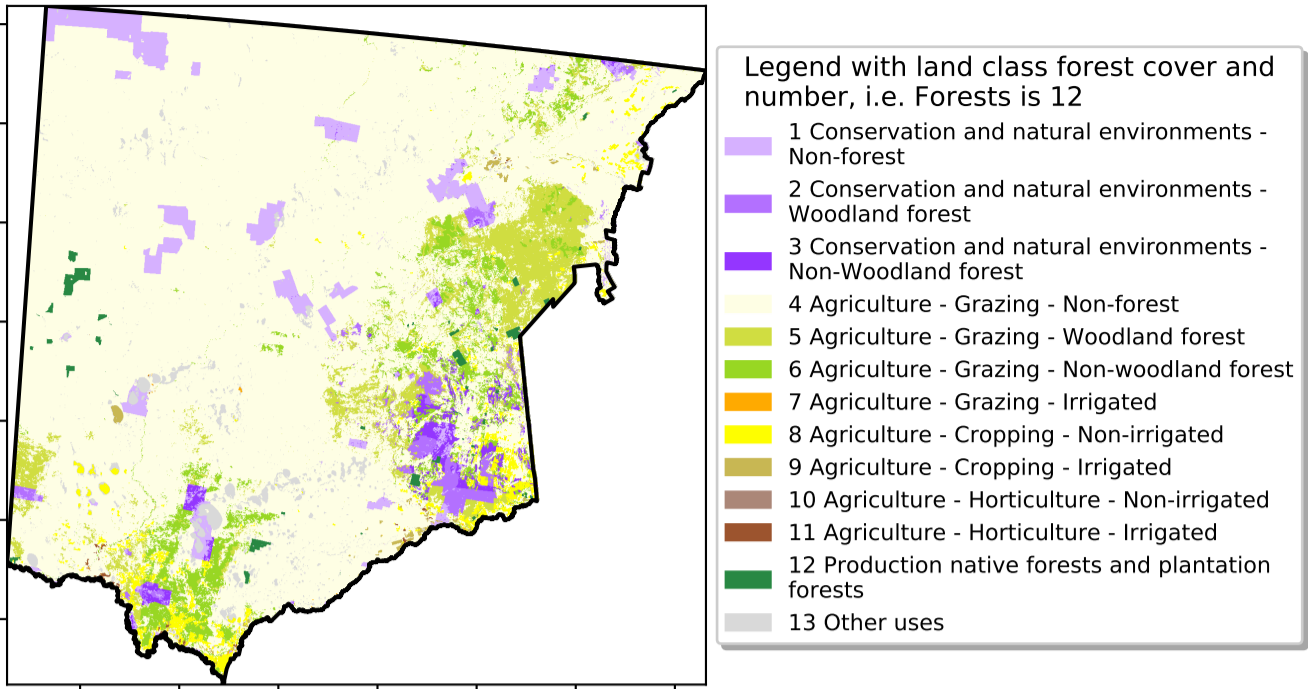 Legend with land class forest cover and
number, i.e. Forests is 12
1 Conservation and natural environments -
Non-forest
2 Conservation and natural environments -
Woodland forest
3 Conservation and natural environments -
Non-Woodland forest
4 Agriculture - Grazing - Non-forest
5 Agriculture - Grazing - Woodland forest
6 Agriculture - Grazing - Non-woodland forest
7 Agriculture - Grazing - Irrigated
8 Agriculture - Cropping - Non-irrigated
9 Agriculture - Cropping - Irrigated
10 Agriculture - Horticulture - Non-irrigated
11 Agriculture - Horticulture - Irrigated
12 Production native forests and plantation
forests
13 Other uses